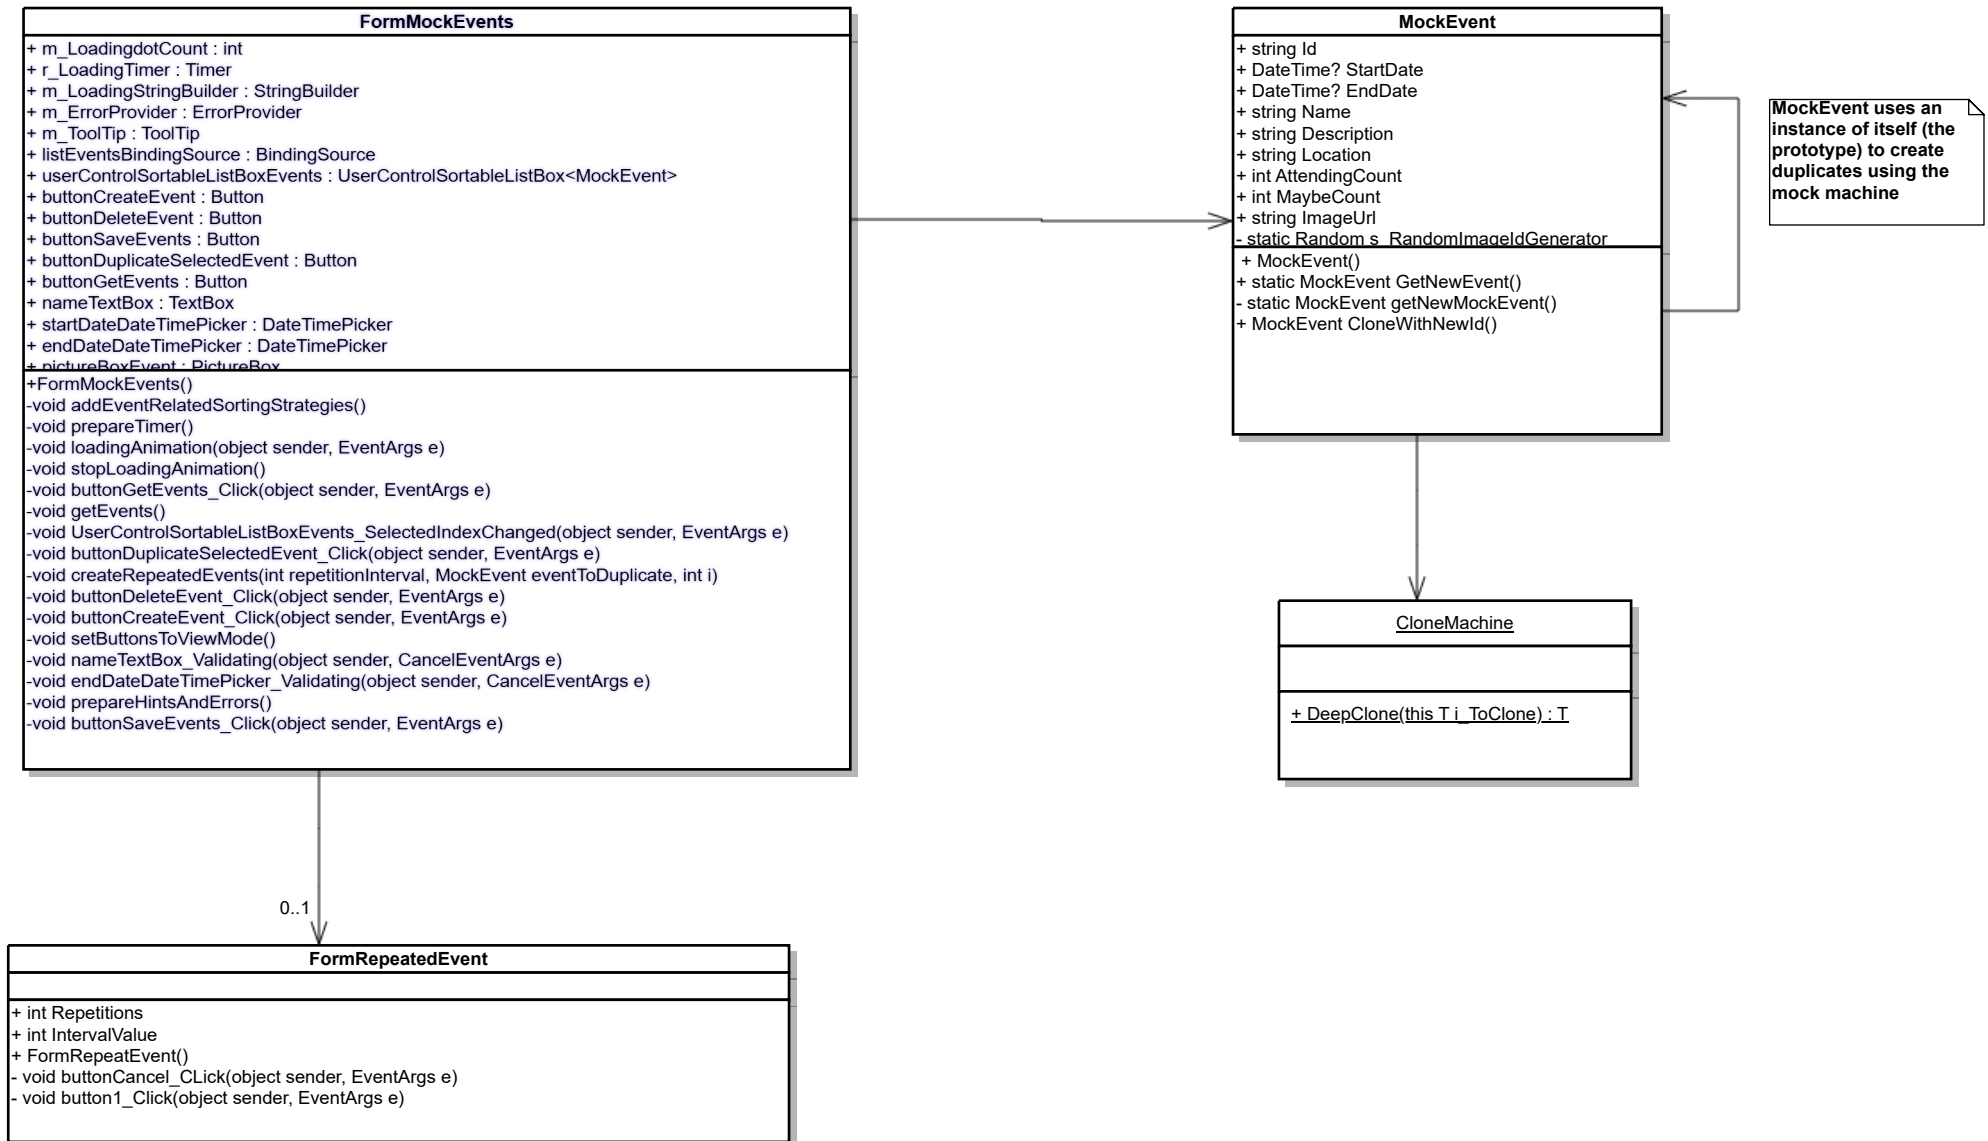 FormMockEvents
+ m_LoadingdotCount : int
+ r_LoadingTimer : Timer
+ m_LoadingStringBuilder : StringBuilder
+ m_ErrorProvider : ErrorProvider
+ m_ToolTip : ToolTip
+ listEventsBindingSource : BindingSource
+ userControlSortableListBoxEvents : UserControlSortableListBox<MockEvent>
+ buttonCreateEvent : Button
+ buttonDeleteEvent : Button
+ buttonSaveEvents : Button
+ buttonDuplicateSelectedEvent : Button
+ buttonGetEvents : Button
+ nameTextBox : TextBox
+ startDateDateTimePicker : DateTimePicker
+ endDateDateTimePicker : DateTimePicker
+ pictureBoxEvent : PictureBox
+FormMockEvents()
-void addEventRelatedSortingStrategies()
-void prepareTimer()
-void loadingAnimation(object sender, EventArgs e)
-void stopLoadingAnimation()
-void buttonGetEvents_Click(object sender, EventArgs e)
-void getEvents()
-void UserControlSortableListBoxEvents_SelectedIndexChanged(object sender, EventArgs e)
-void buttonDuplicateSelectedEvent_Click(object sender, EventArgs e)
-void createRepeatedEvents(int repetitionInterval, MockEvent eventToDuplicate, int i)
-void buttonDeleteEvent_Click(object sender, EventArgs e)
-void buttonCreateEvent_Click(object sender, EventArgs e)
-void setButtonsToViewMode()
-void nameTextBox_Validating(object sender, CancelEventArgs e)
-void endDateDateTimePicker_Validating(object sender, CancelEventArgs e)
-void prepareHintsAndErrors()
-void buttonSaveEvents_Click(object sender, EventArgs e)
MockEvent
+ string Id
+ DateTime? StartDate
+ DateTime? EndDate
+ string Name
+ string Description
+ string Location
+ int AttendingCount
+ int MaybeCount
+ string ImageUrl
- static Random s_RandomImageIdGenerator
+ MockEvent()
+ static MockEvent GetNewEvent()
- static MockEvent getNewMockEvent()
+ MockEvent CloneWithNewId()
MockEvent uses an
instance of itself (the
prototype) to create
duplicates using the
mock machine
CloneMachine
+ DeepClone(this T i_ToClone) : T
0..1
FormRepeatedEvent
+ int Repetitions
+ int IntervalValue
+ FormRepeatEvent()
- void buttonCancel_CLick(object sender, EventArgs e)
- void button1_Click(object sender, EventArgs e)